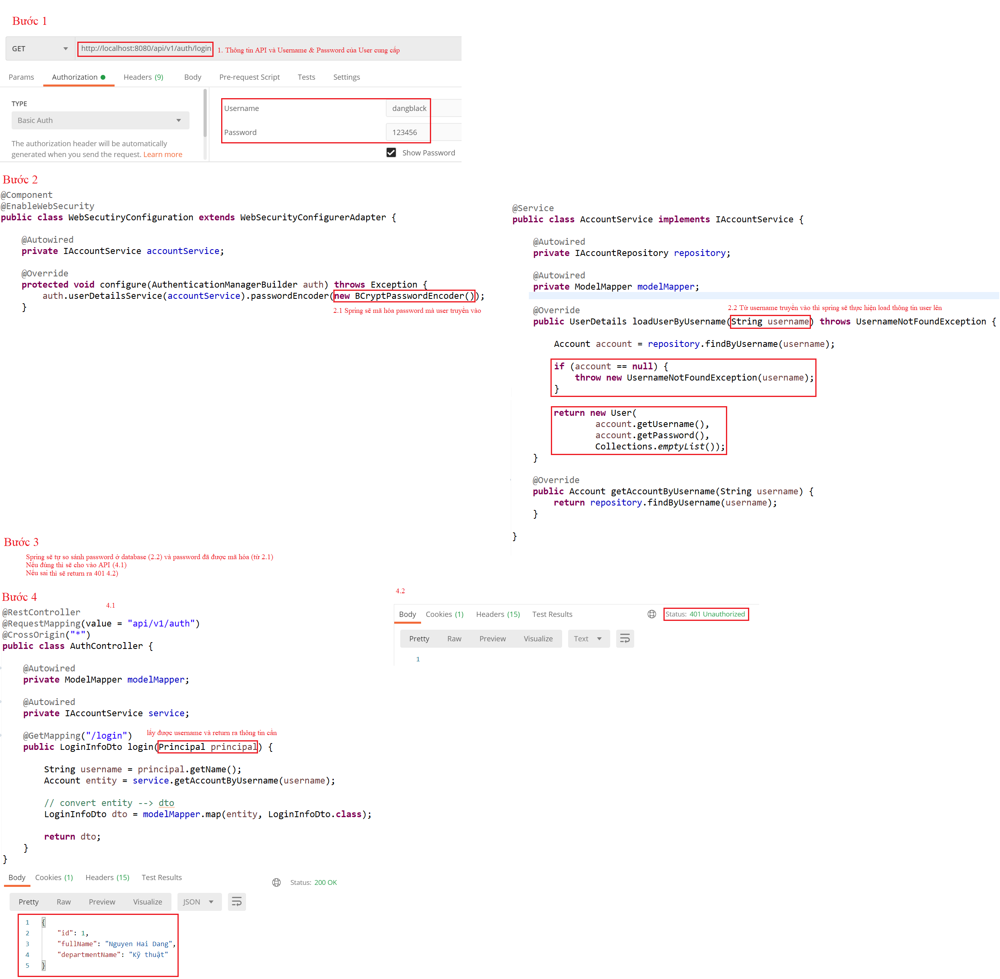 Bước 1
GET http://localhost:8080/api/v1/auth/login 1. Thông tin API và Username & Password của User cung cấp
Params Authorization Headers (9) Body Pre-request Script Tests Settings
TYPE
Basic Auth
The authorization header will be automatically
generated when you send the request. Learn more
Username dangblack
Password 123456
Show Password
Bước 2
@Component
@EnableWebSecurity
public class WebSecutiryConfiguration extends WebSecurityConfigurerAdapter {
@Autowired
private IAccountService accountService;
@Override
protected void configure(AuthenticationManagerBuilder auth) throws Exception {
auth.userDetailsService(accountService).passwordEncoder(new BCryptPasswordEncoder());
}
2.1 Spring sẽ mã hóa password mà user truyền vào
@Service
public class AccountService implements IAccountService {
@Autowired
private IAccountRepository repository;
@Autowired
private ModelMapper modelMapper;
@Override
2.2 Từ username truyền vào thì spring sẽ thực hiện load thông tin user lên
public UserDetails loadUserByUsername(String username) throws UsernameNotFoundException {
Account account = repository.findByUsername(username);
if (account == null) {
throw new UsernameNotFoundException(username);
}
return new User(
account.getUsername(),
account.getPassword(),
Collections.emptyList());
}
@Override
public Account getAccountByUsername(String username) {
return repository.findByUsername(username);
}
}
Bước 3
Spring sẽ tự so sánh password ở database (2.2) và password đã được mã hóa (từ 2.1)
Nếu đúng thì sẽ cho vào API (4.1)
Nếu sai thì sẽ return ra 401 4.2)
Bước 4
4.1
@RestController
@RequestMapping(value = "api/v1/auth")
@CrossOrigin("*")
public class AuthController {
@Autowired
private ModelMapper modelMapper;
@Autowired
private IAccountService service;
@GetMapping("/login") lấy được username và return ra thông tin cần
public LoginInfoDto login(Principal principal) {
String username = principal.getName();
Account entity = service.getAccountByUsername(username);
// convert entity --> dto
LoginInfoDto dto = modelMapper.map(entity, LoginInfoDto.class);
return dto;
}
}
4.2
Body Cookies (1) Headers (15) Test Results Status: 401 Unauthorized
Pretty Raw Preview Visualize Text
1
Body Cookies (1) Headers (15) Test Results Status: 200 OK
Pretty Raw Preview Visualize JSON
1 {
2 "id": 1,
3 "fullName": "Nguyen Hai Dang",
4 "departmentName": "Kỹ thuật"
5 }